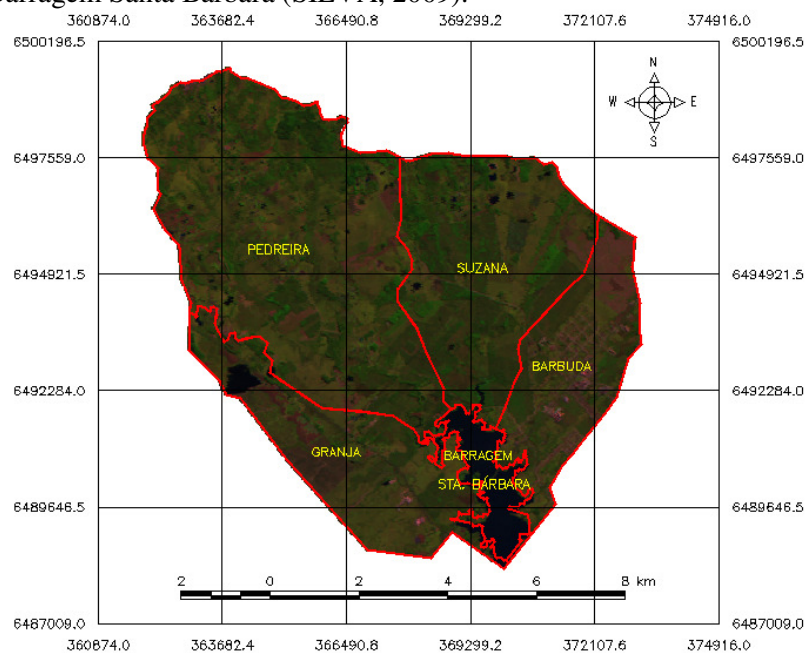 Barragem Santa Bárbara (SILVA, 2009).
360874.0 363682.4 366490.8 369299.2 372107.6 374916.0
6500196.5 6500196.5
N
W E
S
6497559.0 6497559.0
PEDREIRA
SUZANA
6494921.5 6494921.5
BARBUDA
6492284.0 6492284.0
GRANJA
BARRAGEM
STA. BÁRBARA
6489646.5 6489646.5
2 0 2 4 6 8 km
6487009.0 6487009.0
360874.0 363682.4 366490.8 369299.2 372107.6 374916.0